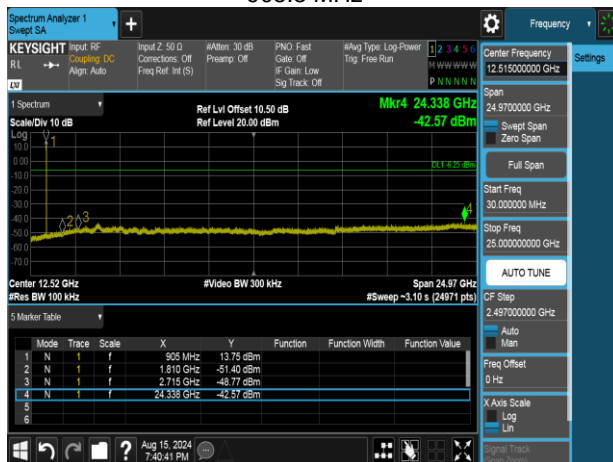 Spectrum Analyzer 1
Swept SA
+
Frequency
KEYSIGHT
Input: RF
Coupling: DC
Align: Auto
Input Z: 50 Ω
Corrections: Off
Freq Ref: Int (S)
#Atten: 30 dB
Preamp: Off
PNO: Fast
Gate: Off
IF Gain: Low
Sig Track: Off
#Avg Type: Log-Power
Trig: Free Run
1 2 3 4 5 6
M W W W W W
P N N N N N
RL
LXI
1 Spectrum
Scale/Div 10 dB
Ref Lvl Offset 10.50 dB
Ref Level 20.00 dBm
Mkr4 24.338 GHz
-42.57 dBm
Log
10.0
0.00
-10.0
-20.0
-30.0
-40.0
-50.0
-60.0
-70.0
1
2
3
4
DL1 -6.25 dBm
Center 12.52 GHz
#Res BW 100 kHz
#Video BW 300 kHz
Span 24.97 GHz
#Sweep ~3.10 s (24971 pts)
5 Marker Table
Mode Trace Scale X Y Function Function Width Function Value
1 N 1 f 905 MHz 13.75 dBm
2 N 1 f 1.810 GHz -51.40 dBm
3 N 1 f 2.715 GHz -48.77 dBm
4 N 1 f 24.338 GHz -42.57 dBm
5
6
Aug 15, 2024
7:40:41 PM
?
Center Frequency
12.515000000 GHz
Settings
Span
24.9700000 GHz
Swept Span
Zero Span
Full Span
Start Freq
30.000000 MHz
Stop Freq
25.000000000 GHz
AUTO TUNE
CF Step
2.497000000 GHz
Auto
Man
Freq Offset
0 Hz
X Axis Scale
Log
Lin
Signal Track
(Span Zoom)